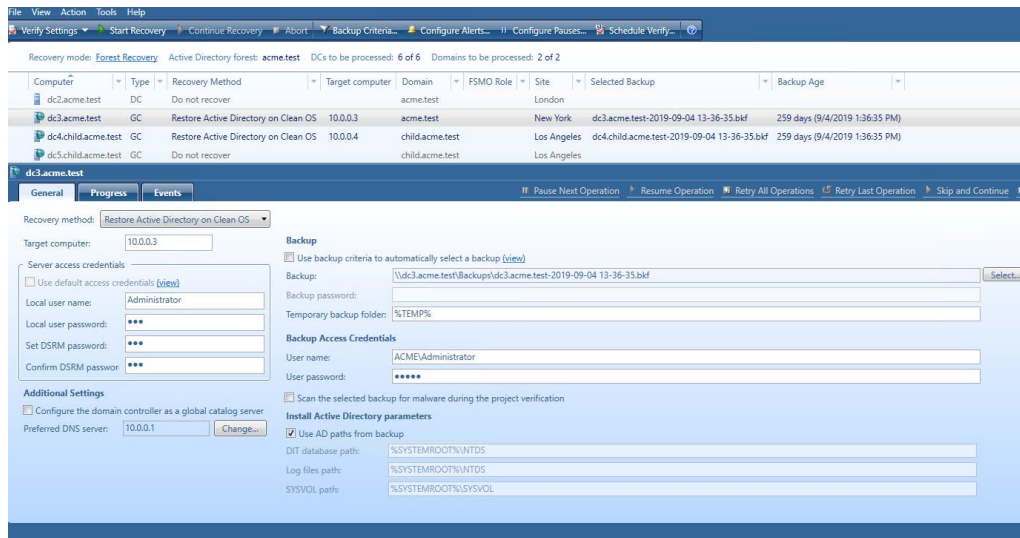 File View Action Tools Help
Verify Settings Start Recovery Continue Recovery Abort Backup Criteria... Configure Alerts... Configure Pauses... Schedule Verify...
Recovery mode: Forest Recovery Active Directory forest: acme.test DCs to be processed: 6 of 6 Domains to be processed: 2 of 2
Computer Type Recovery Method Target computer Domain FSMO Role Site Selected Backup Backup Age
dc2.acme.test DC Do not recover acme.test London
dc3.acme.test GC Restore Active Directory on Clean OS 10.0.0.3 acme.test New York dc3.acme.test-2019-09-04 13-36-35.bkf 259 days (9/4/2019 1:36:35 PM)
dc4.child.acme.test GC Restore Active Directory on Clean OS 10.0.0.4 child.acme.test Los Angeles dc4.child.acme.test-2019-09-04 13-36-35.bkf 259 days (9/4/2019 1:36:35 PM)
dc5.child.acme.test GC Do not recover child.acme.test Los Angeles
dc3.acme.test
General Progress Events Pause Next Operation Resume Operation Retry All Operations Retry Last Operation Skip and Continue
Recovery method: Restore Active Directory on Clean OS
Target computer: 10.0.0.3
Server access credentials
Use default access credentials (view)
Local user name: Administrator
Local user password: •••
Set DSRM password: •••
Confirm DSRM passwor •••
Additional Settings
Configure the domain controller as a global catalog server
Preferred DNS server: 10.0.0.1 Change...
Backup
Use backup criteria to automatically select a backup (view)
Backup: \\dc3.acme.test\Backups\dc3.acme.test-2019-09-04 13-36-35.bkf Select...
Backup password:
Temporary backup folder: %TEMP%
Backup Access Credentials
User name: ACME\Administrator
User password: •••••
Scan the selected backup for malware during the project verification
Install Active Directory parameters
Use AD paths from backup
DIT database path: %SYSTEMROOT%\NTDS
Log files path: %SYSTEMROOT%\NTDS
SYSVOL path: %SYSTEMROOT%\SYSVOL